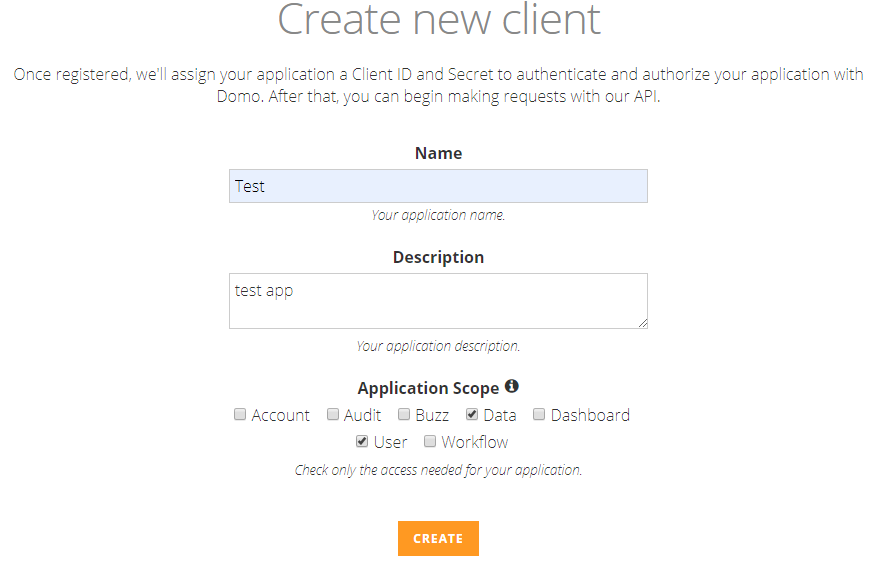 Create new client
Once registered, we'll assign your application a Client ID and Secret to authenticate and authorize your application with
Domo. After that, you can begin making requests with our API.
Name
Test
Your application name.
Description
test app
Your application description.
Application Scope
Account Audit Buzz Data Dashboard
User Workflow
Check only the access needed for your application.
CREATE